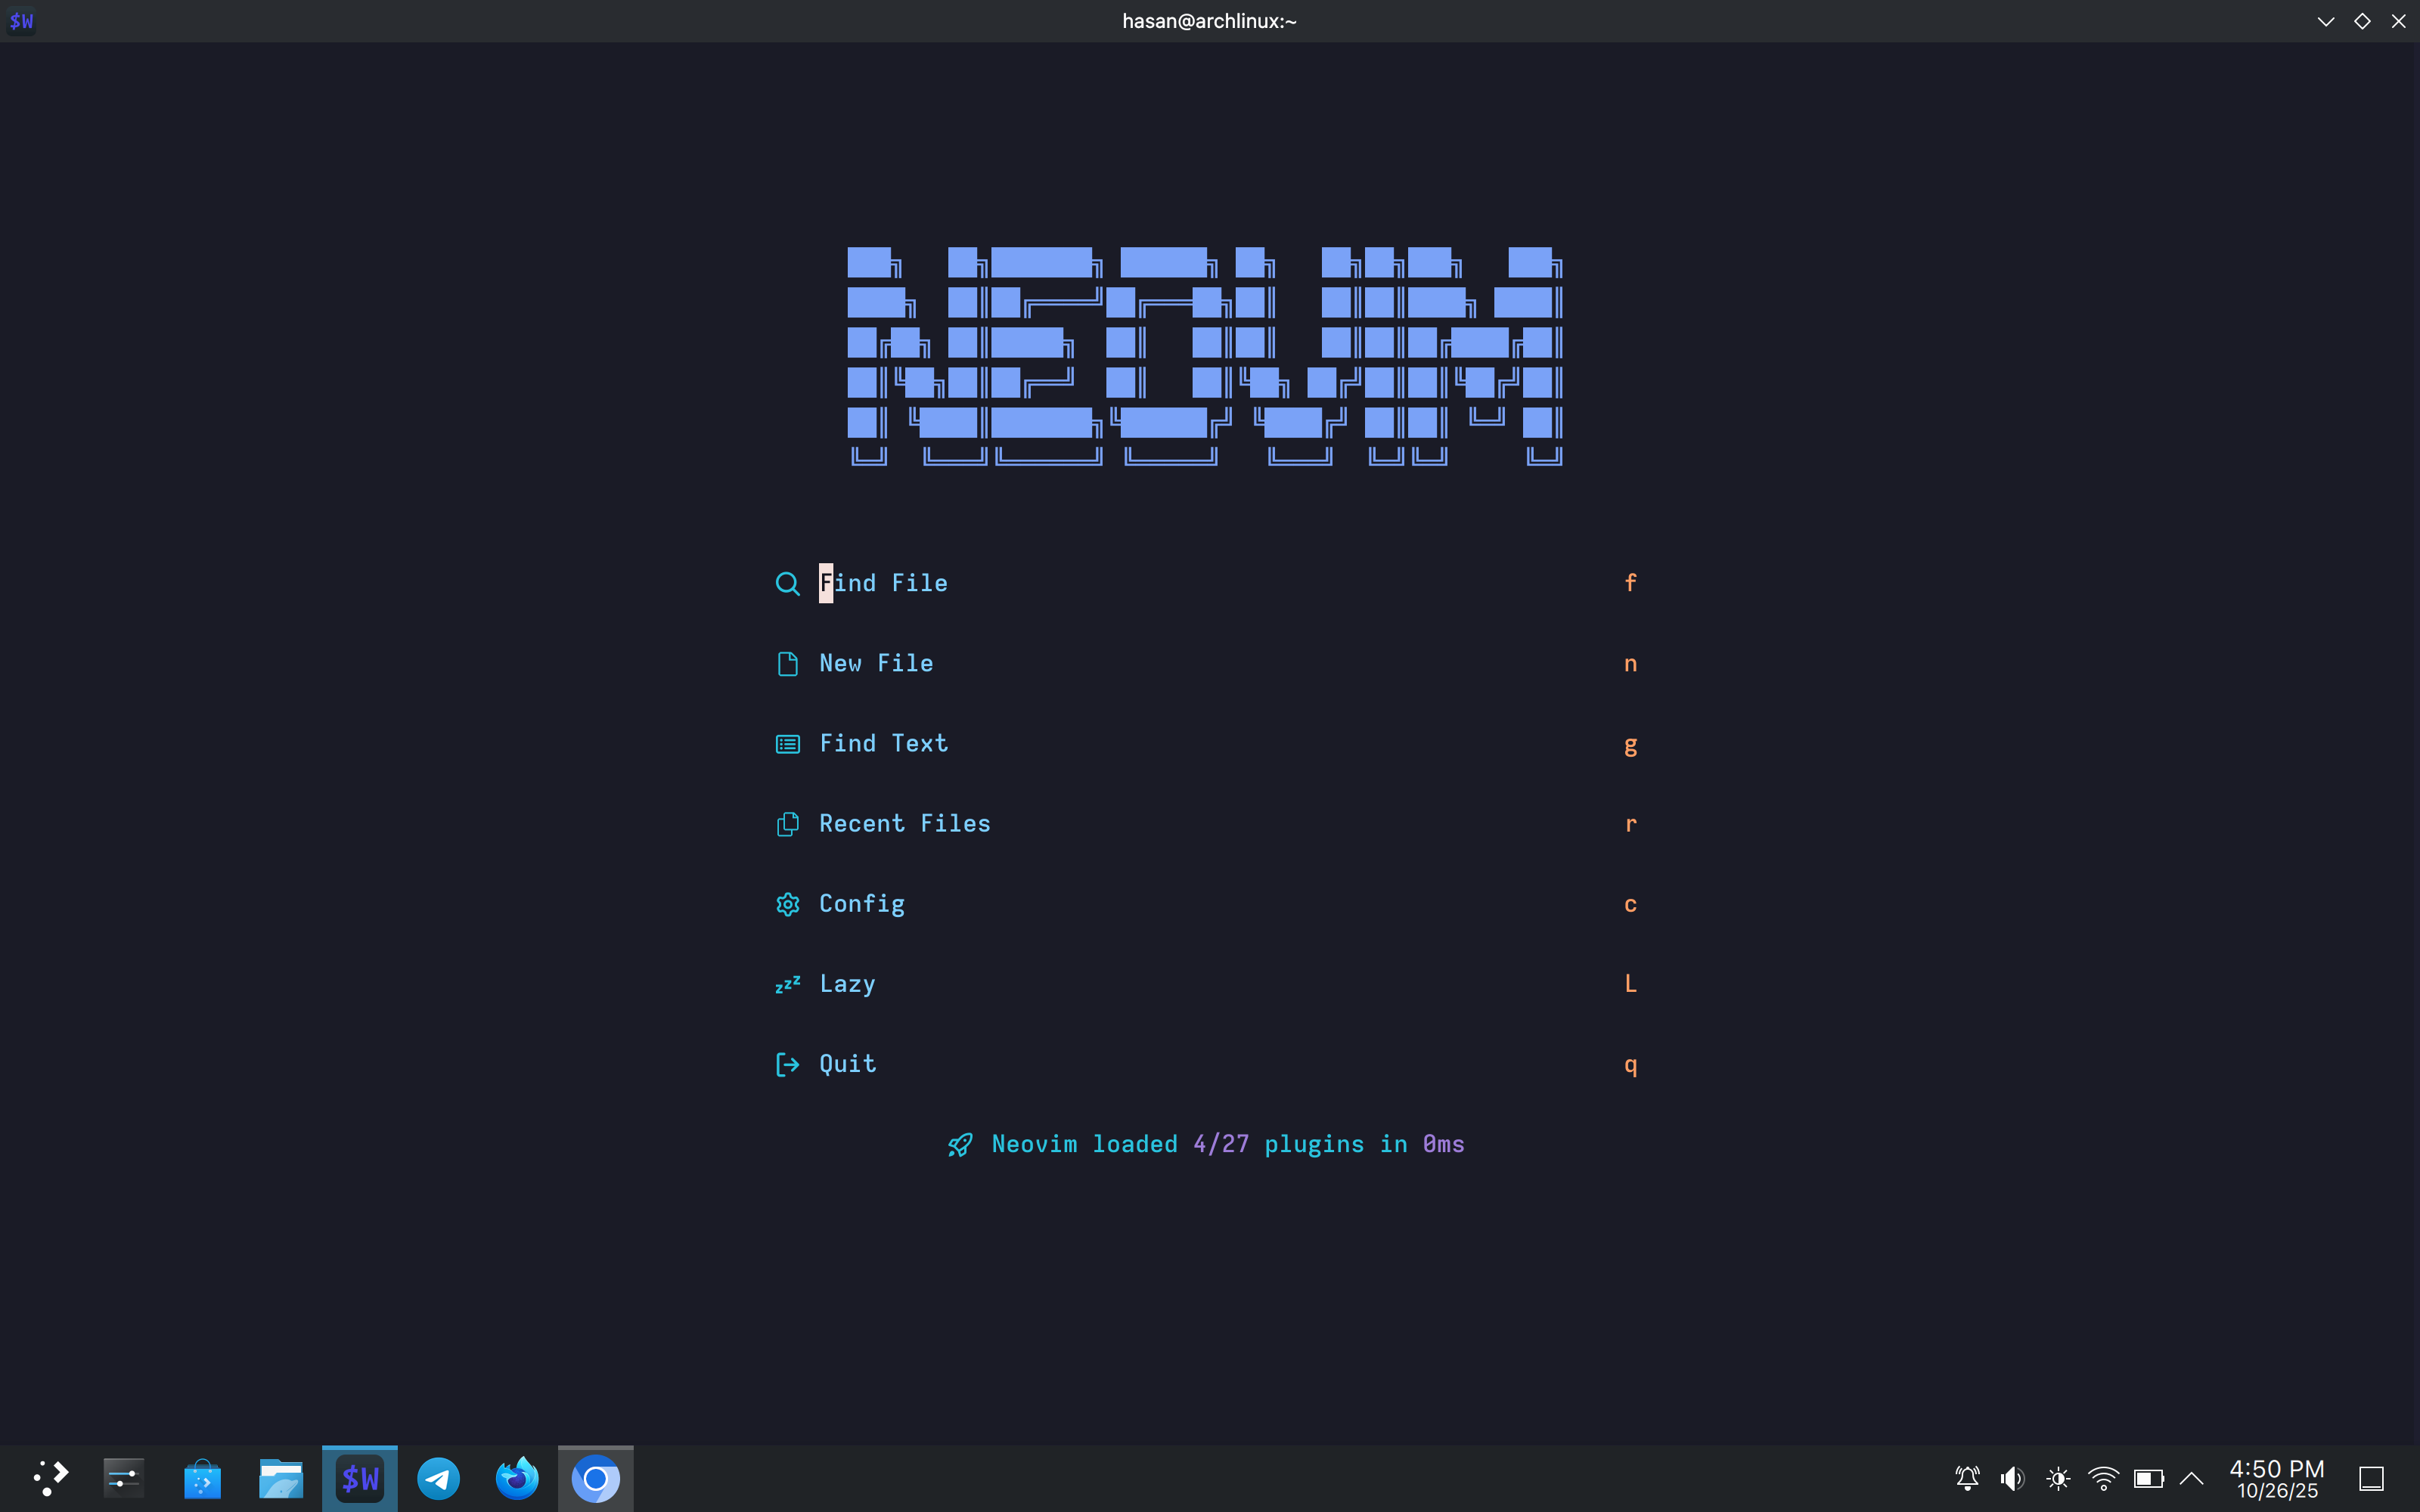 $W
hasan@archlinux:~
NEOVIM
Find File f
New File n
Find Text g
Recent Files r
Config c
zzz Lazy L
Quit q
Neovim loaded 4/27 plugins in 0ms
$W
4:50 PM
10/26/25